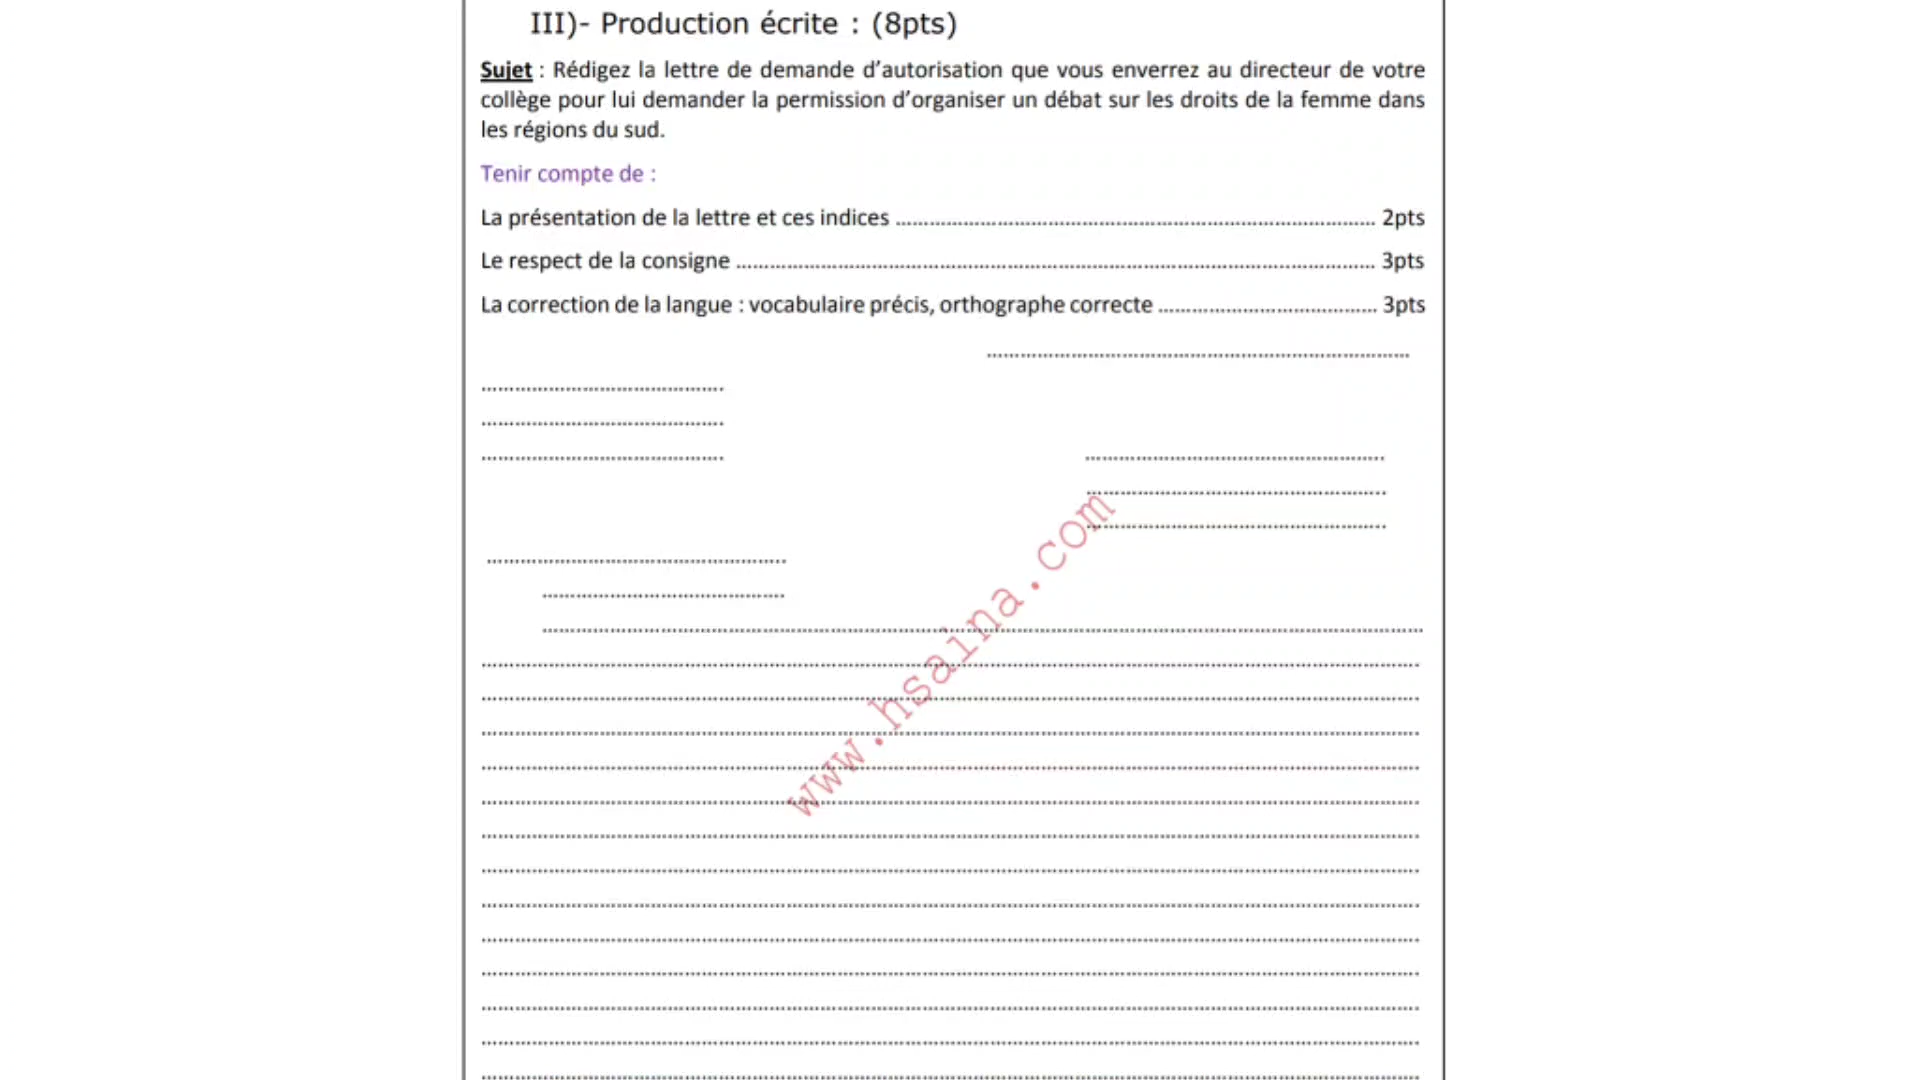 III)- Production écrite : (8pts)
Sujet : Rédigez la lettre de demande d’autorisation que vous enverrez au directeur de votre
collège pour lui demander la permission d’organiser un débat sur les droits de la femme dans
les régions du sud.
Tenir compte de :
La présentation de la lettre et ces indices .......... 2pts
Le respect de la consigne .......... 3pts
La correction de la langue : vocabulaire précis, orthographe correcte .......... 3pts
www.hsaina.com